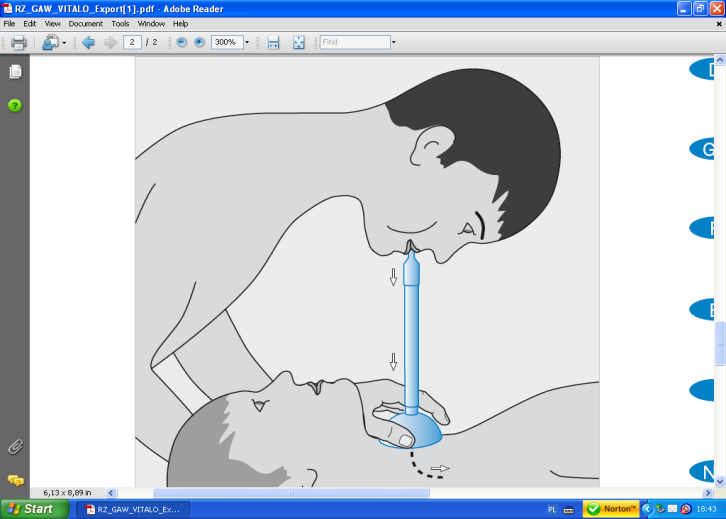 RZ_GAW_VITALO_Export[1].pdf - Adobe Reader
File Edit View Document Tools Window Help
2 / 2 300% Find
G
N
6,13 x 8,89 in
Start RZ_GAW_VITALO_Ex... PL Norton™ 18:43